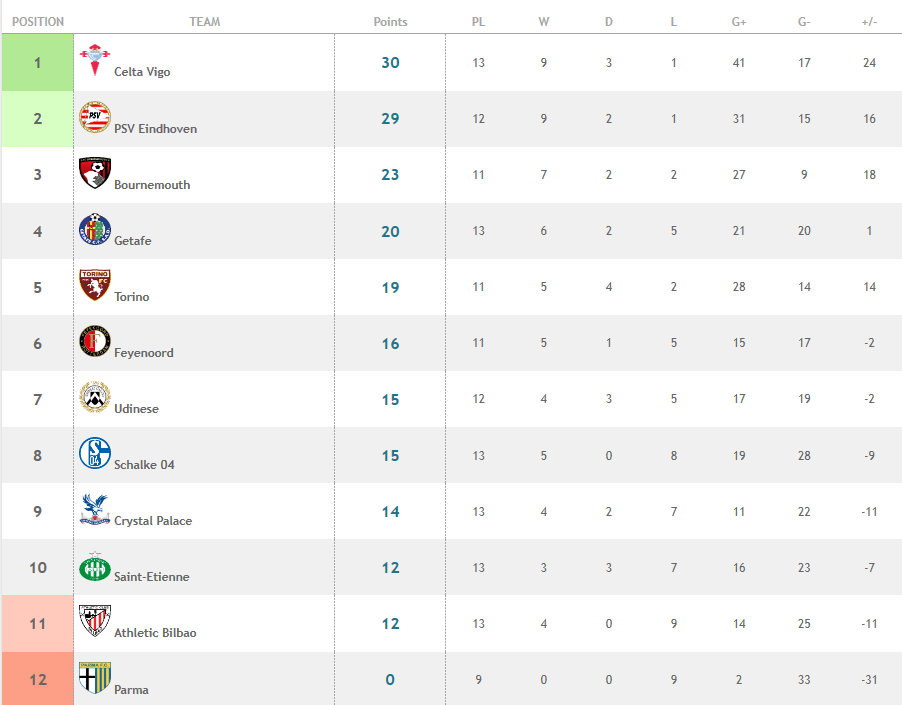 POSITION TEAM Points PL W D L G+ G- +/-
1 Celta Vigo 30 13 9 3 1 41 17 24
2 PSV PSV Eindhoven 29 12 9 2 1 31 15 16
3 Bournemouth 23 11 7 2 2 27 9 18
4 Getafe 20 13 6 2 5 21 20 1
5 TORINO FC Torino 19 11 5 4 2 28 14 14
6 F Feyenoord 16 11 5 1 5 15 17 -2
7 Udinese 15 12 4 3 5 17 19 -2
8 S 04 Schalke 04 15 13 5 0 8 19 28 -9
9 Crystal Palace 14 13 4 2 7 11 22 -11
10 Saint-Etienne 12 13 3 3 7 16 23 -7
11 Athletic Bilbao 12 13 4 0 9 14 25 -11
12 PARMA F.C. Parma 0 9 0 0 9 2 33 -31